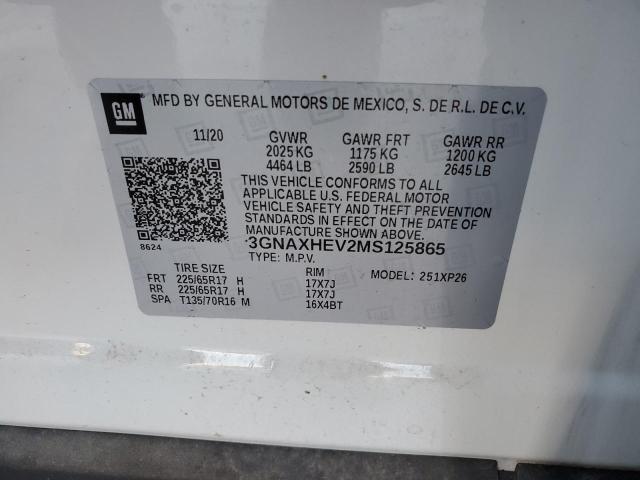 GM MFD BY GENERAL MOTORS DE MEXICO, S. DE R.L. DE C.V.
11/20 GVWR GAWR FRT GAWR RR
2025 KG 1175 KG 1200 KG
4464 LB 2590 LB 2645 LB
THIS VEHICLE CONFORMS TO ALL
APPLICABLE U.S. FEDERAL MOTOR
VEHICLE SAFETY AND THEFT PREVENTION
STANDARDS IN EFFECT ON THE DATE OF
MANUFACTURE SHOWN ABOVE.
8624 3GNAXHEV2MS125865
TYPE: M.P.V.
TIRE SIZE RIM MODEL: 251XP26
FRT 225/65R17 H 17X7J
RR 225/65R17 H 17X7J
SPA T135/70R16 M 16X4BT